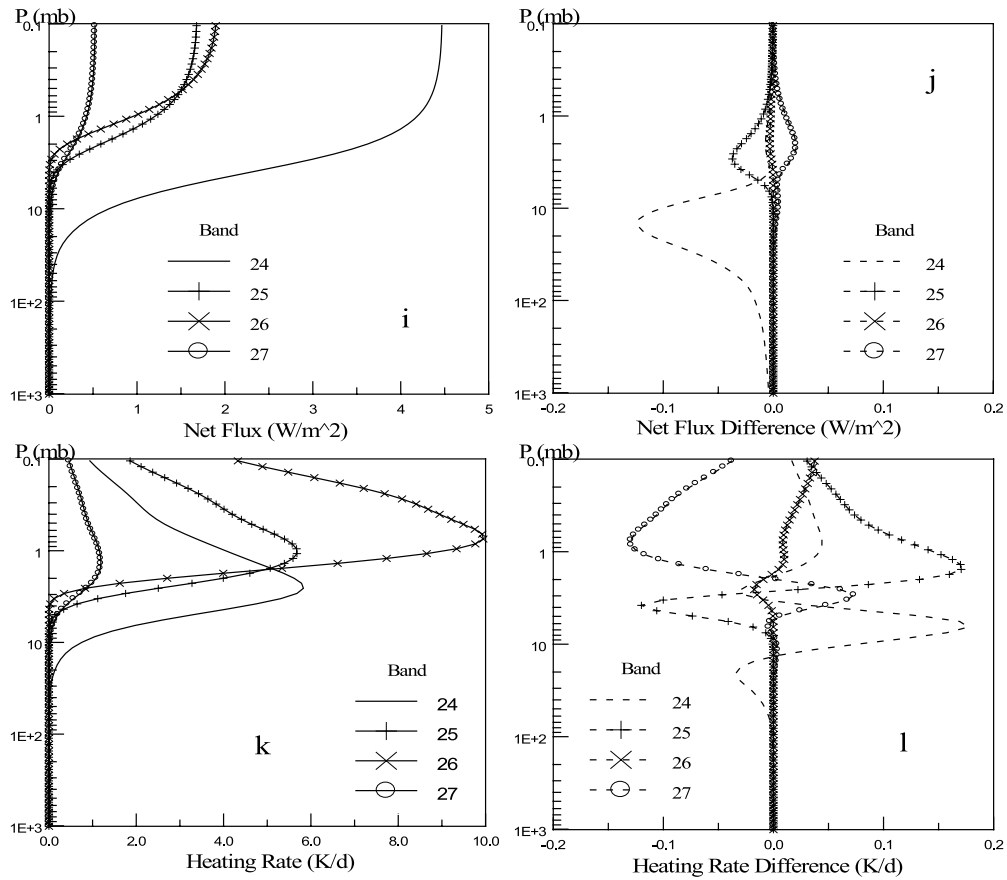 P (mb)
0.1
1
10
1E+2
1E+3
0
1
2
3
4
5
Net Flux (W/m^2)
Band
24
25
26
27
i
P (mb)
0.1
1
10
1E+02
1E+3
-0.2
-0.1
0.0
0.1
0.2
Net Flux Difference (W/m^2)
Band
24
25
26
27
j
P (mb)
0.1
1
10
1E+02
1E+3
0.0
2.0
4.0
6.0
8.0
10.0
Heating Rate (K/d)
Band
24
25
26
27
k
P (mb)
0.1
1
10
1E+02
1E+3
-0.2
-0.1
0.0
0.1
0.2
Heating Rate Difference (K/d)
Band
24
25
26
27
l